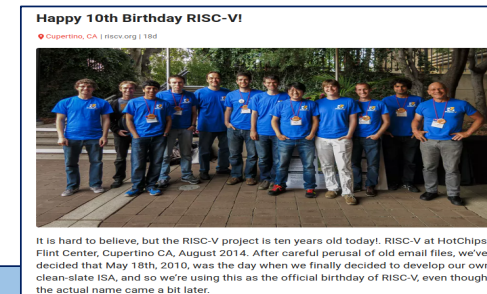 Happy 10th Birthday RISC-V!
Cupertino, CA | riscv.org | 18d
It is hard to believe, but the RISC-V project is ten years old today!. RISC-V at HotChips
Flint Center, Cupertino CA, August 2014. After careful perusal of old email files, we've
decided that May 18th, 2010, was the day when we finally decided to develop our own
clean-slate ISA, and so we're using this as the official birthday of RISC-V, even though
the actual name came a bit later.